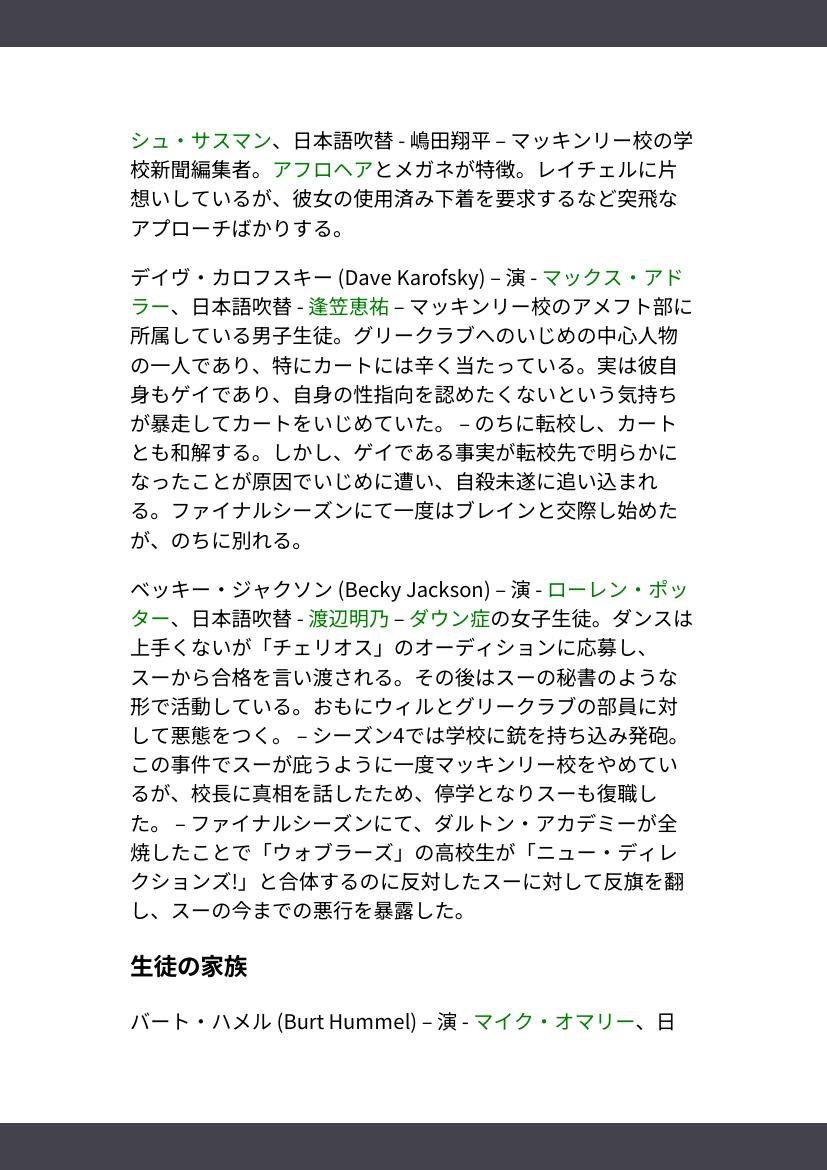 シュ・サスマン、日本語吹替 - 嶋田翔平 – マッキンリー校の学
校新聞編集者。アフロヘアとメガネが特徴。レイチェルに片
想いしているが、彼女の使用済み下着を要求するなど突飛な
アプローチばかりする。
デイヴ・カロフスキー (Dave Karofsky) – 演 - マックス・アド
ラー、日本語吹替 - 逢笠恵祐 – マッキンリー校のアメフト部に
所属している男子生徒。グリークラブへのいじめの中心人物
の一人であり、特にカートには辛く当たっている。実は彼自
身もゲイであり、自身の性指向を認めたくないという気持ち
が暴走してカートをいじめていた。 – のちに転校し、カート
とも和解する。しかし、ゲイである事実が転校先で明らかに
なったことが原因でいじめに遭い、自殺未遂に追い込まれ
る。ファイナルシーズンにて一度はブレインと交際し始めた
が、のちに別れる。
ベッキー・ジャクソン (Becky Jackson) – 演 - ローレン・ポッ
ター、日本語吹替 - 渡辺明乃 – ダウン症の女子生徒。ダンスは
上手くないが「チェリオス」のオーディションに応募し、
スーから合格を言い渡される。その後はスーの秘書のような
形で活動している。おもにウィルとグリークラブの部員に対
して悪態をつく。 – シーズン4では学校に銃を持ち込み発砲。
この事件でスーが庇うように一度マッキンリー校をやめてい
るが、校長に真相を話したため、停学となりスーも復職し
た。 – ファイナルシーズンにて、ダルトン・アカデミーが全
焼したことで「ウォブラーズ」の高校生が「ニュー・ディレ
クションズ!」と合体するのに反対したスーに対して反旗を翻
し、スーの今までの悪行を暴露した。
生徒の家族
バート・ハメル (Burt Hummel) – 演 - マイク・オマリー、日